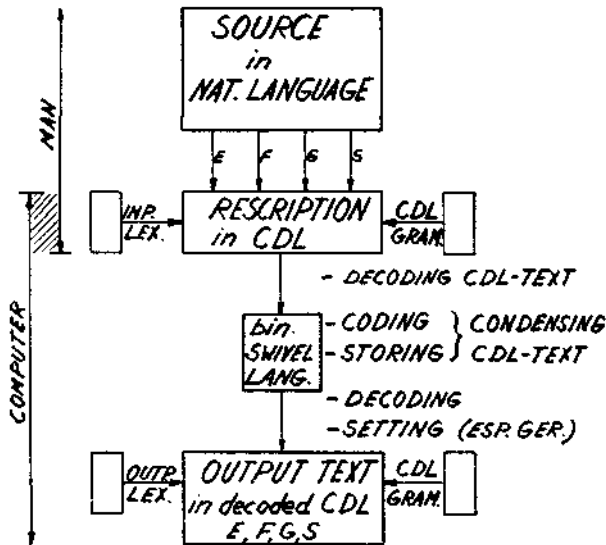 SOURCE
in
NAT. LANGUAGE
MAN
E F G S
INP.
LEX.
RESCRIPTION
in CDL
CDL
GRAM.
- DECODING CDL-TEXT
COMPUTER
bin.
SWIVEL
LANG.
- CODING } CONDENSING
- STORING } CDL-TEXT
- DECODING
- SETTING (ESP. GER.)
OUTP.
LEX.
OUTPUT TEXT
in decoded CDL
E, F, G, S
CDL
GRAM.